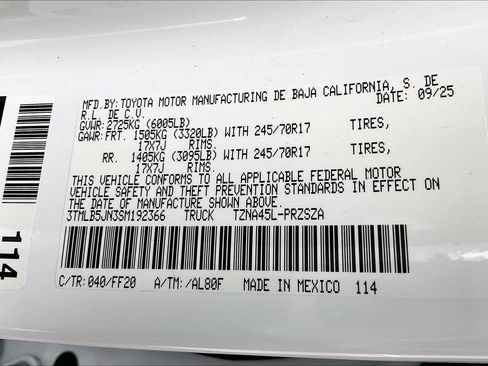 MFD.BY: TOYOTA MOTOR MANUFACTURING DE BAJA CALIFORNIA, S. DE
R.L. DE C.V. DATE: 09/25
GVWR: 2725KG (6005LB)
GAWR: FRT. 1505KG (3320LB) WITH 245/70R17 TIRES,
17X7J RIMS.
RR. 1405KG (3095LB) WITH 245/70R17 TIRES,
17X7J RIMS.
THIS VEHICLE CONFORMS TO ALL APPLICABLE FEDERAL MOTOR
VEHICLE SAFETY AND THEFT PREVENTION STANDARDS IN EFFECT ON
THE DATE OF MANUFACTURE SHOWN ABOVE.
3TMLB5JN3SM192366 TRUCK TZNA45L-PRZSZA
C/TR: 040/FF20 A/TM: /AL80F MADE IN MEXICO 114
114